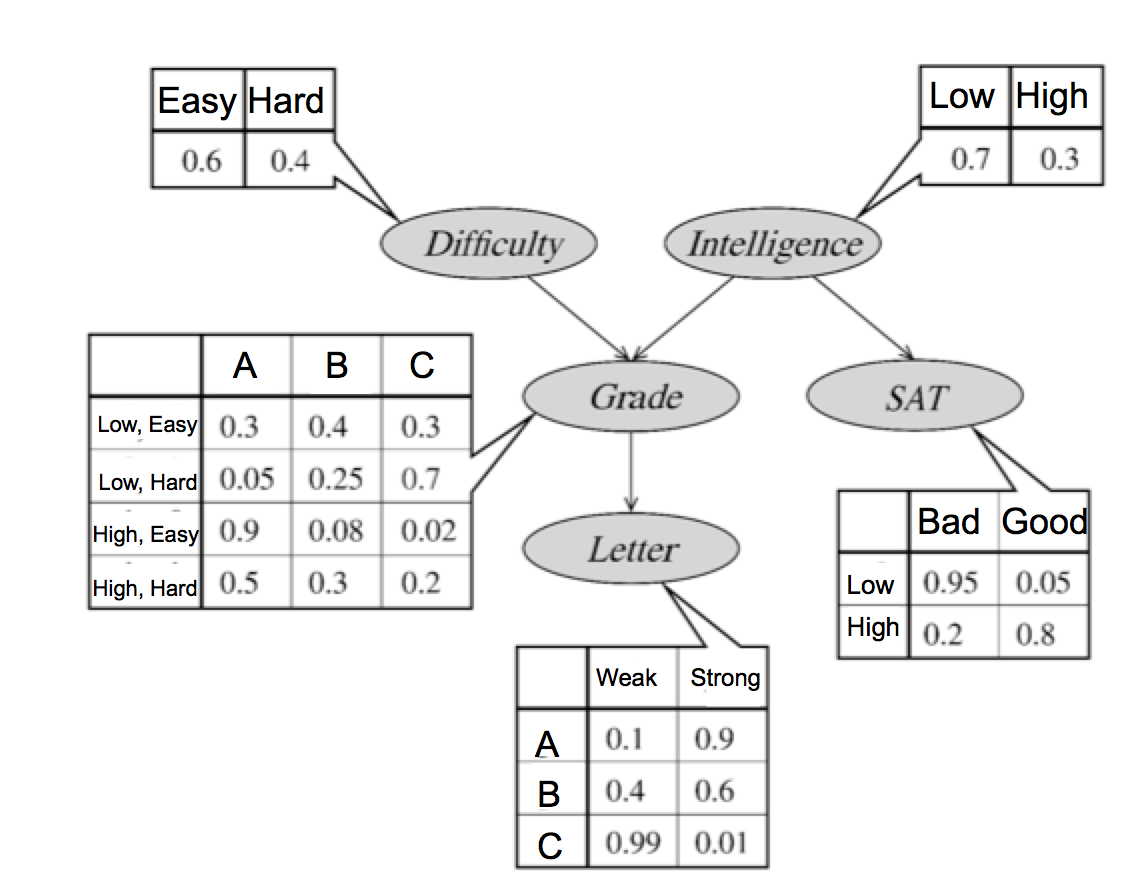 Easy Hard
0.6 0.4
Low High
0.7 0.3
Difficulty
Intelligence
A B C
Low, Easy 0.3 0.4 0.3
Low, Hard 0.05 0.25 0.7
High, Easy 0.9 0.08 0.02
High, Hard 0.5 0.3 0.2
Grade
SAT
Letter
Bad Good
Low 0.95 0.05
High 0.2 0.8
Weak Strong
A 0.1 0.9
B 0.4 0.6
C 0.99 0.01